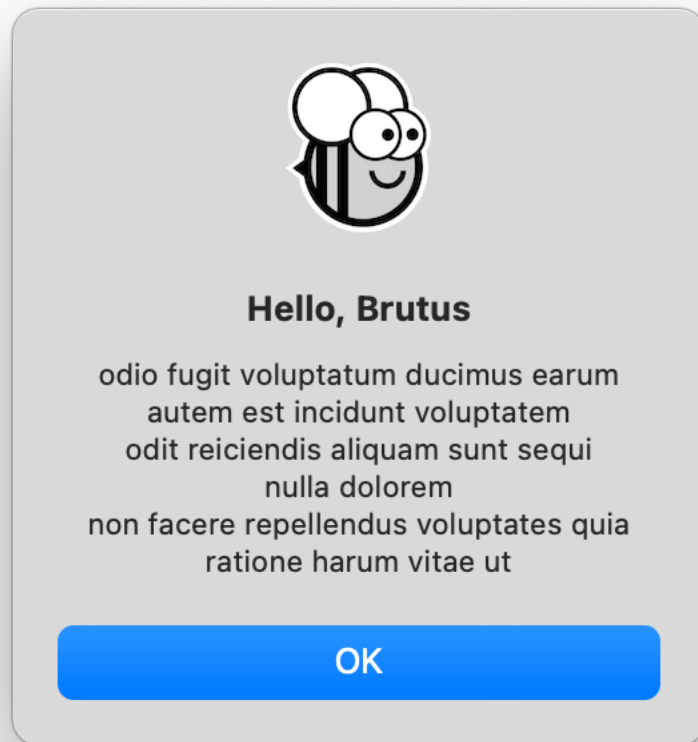 Hello, Brutus
odio fugit voluptatum ducimus earum
autem est incidunt voluptatem
odit reiciendis aliquam sunt sequi
nulla dolorem
non facere repellendus voluptates quia
ratione harum vitae ut
OK